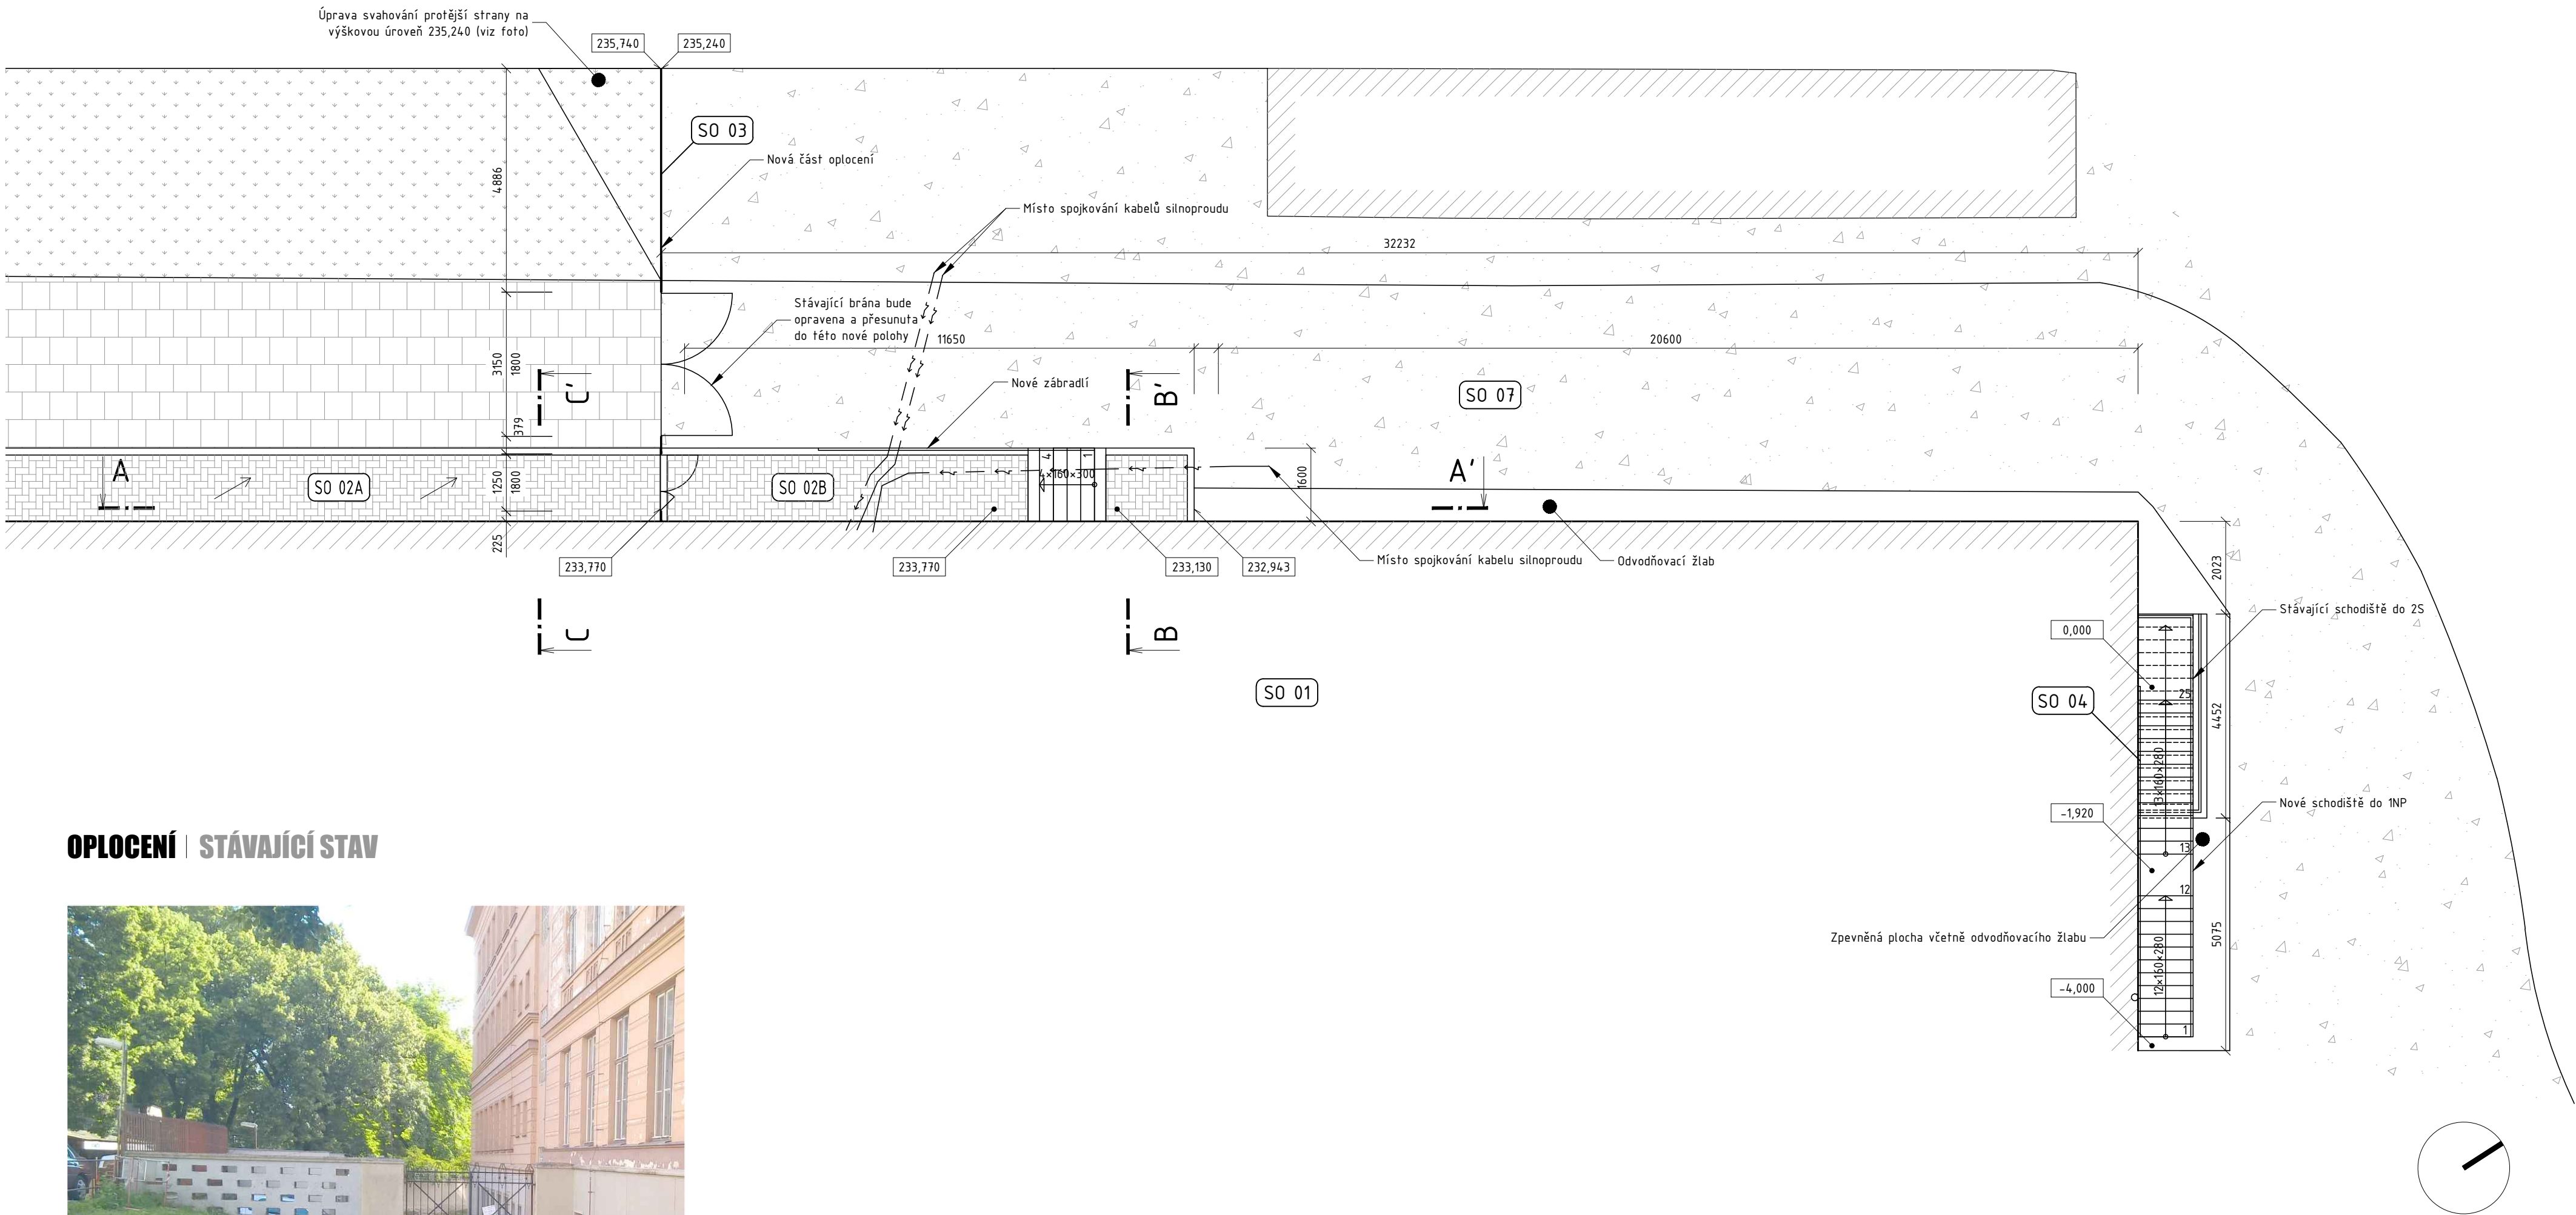 Úprava svahování protější strany na
výškovou úroveň 235,240 (viz foto)
235,740
235,240
SO 03
Nová část oplocení
4886
Místo spojkování kabelů silnoproudu
32232
Stávající brána bude
opravena a přesunuta
do této nové polohy
11650
20600
3150
1800
C'
Nové zábradlí
B'
SO 07
379
A
SO 02A
1250
1800
SO 02B
4
1
4×160×300
1600
A'
225
233,770
233,770
233,130
232,943
Místo spojkování kabelu silnoproudu
Odvodňovací žlab
2023
C
B
Stávající schodiště do 2S
0,000
SO 01
SO 04
25
4452
13×160×280
Nové schodiště do 1NP
-1,920
13
12
Zpevněná plocha včetně odvodňovacího žlabu
5075
12×160×280
-4,000
1
OPLOCENÍ | STÁVAJÍCÍ STAV